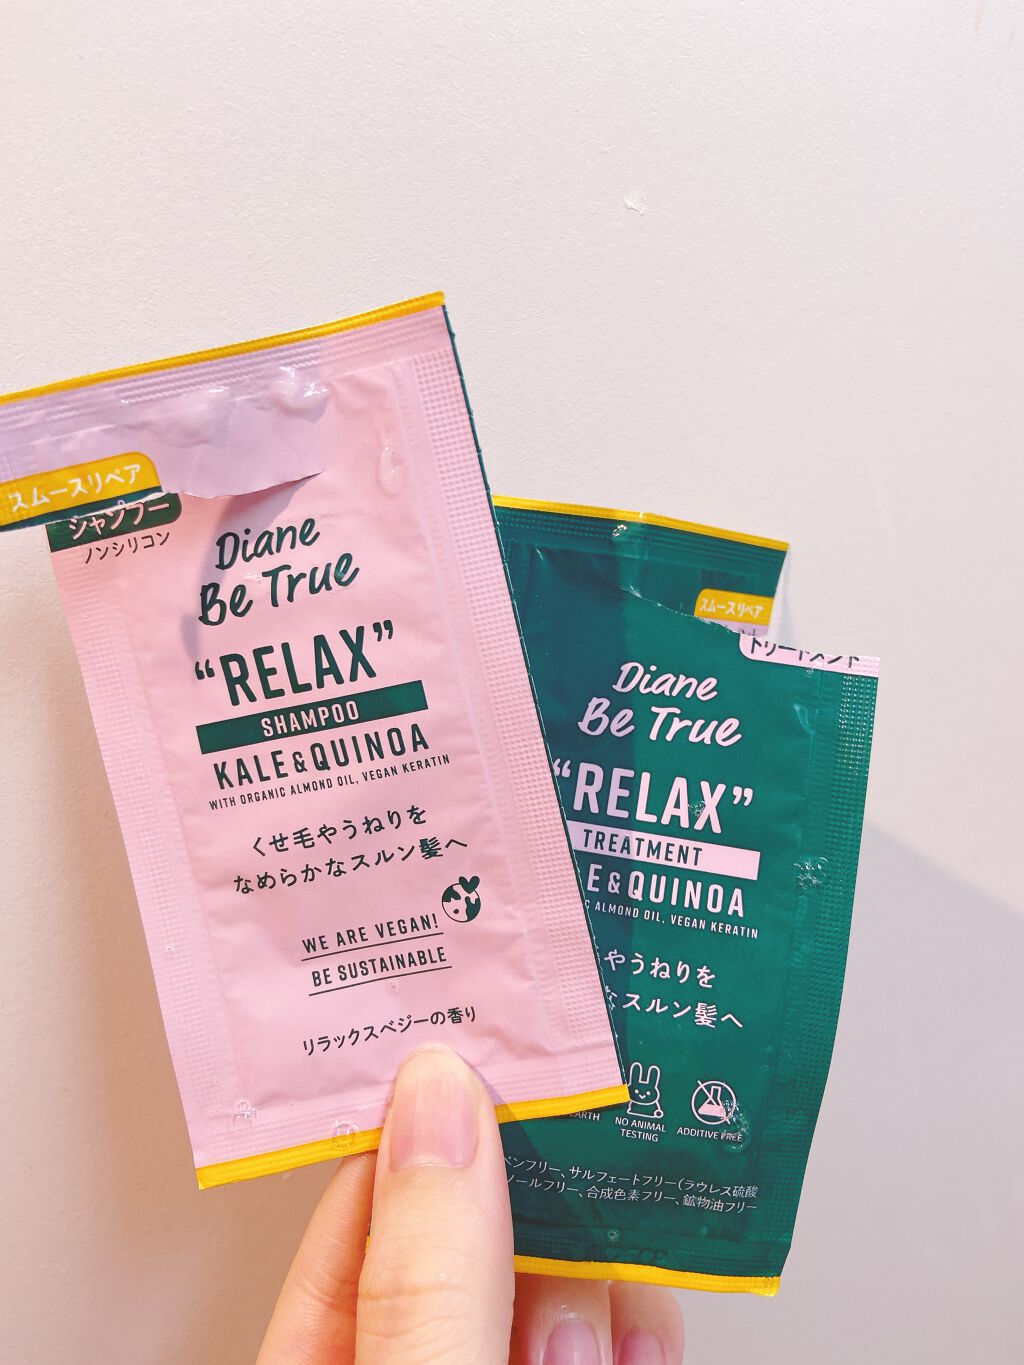 スムースリペア
シャンプー
ノンシリコン
Diane
Be True
“RELAX”
SHAMPOO
KALE & QUINOA
WITH ORGANIC ALMOND OIL, VEGAN KERATIN
くせ毛やうねりを
なめらかなスルン髪へ
WE ARE VEGAN!
BE SUSTAINABLE
リラックスベジーの香り
スムースリペア
トリートメント
Diane
Be True
“RELAX”
TREATMENT
E & QUINOA
ALMOND OIL, VEGAN KERATIN
やうねりを
なスルン髪へ
EARTH
NO ANIMAL
TESTING
ADDITIVE FREE
ベンフリー、サルフェートフリー(ラウレス硫酸
ノールフリー、合成色素フリー、鉱物油フリー